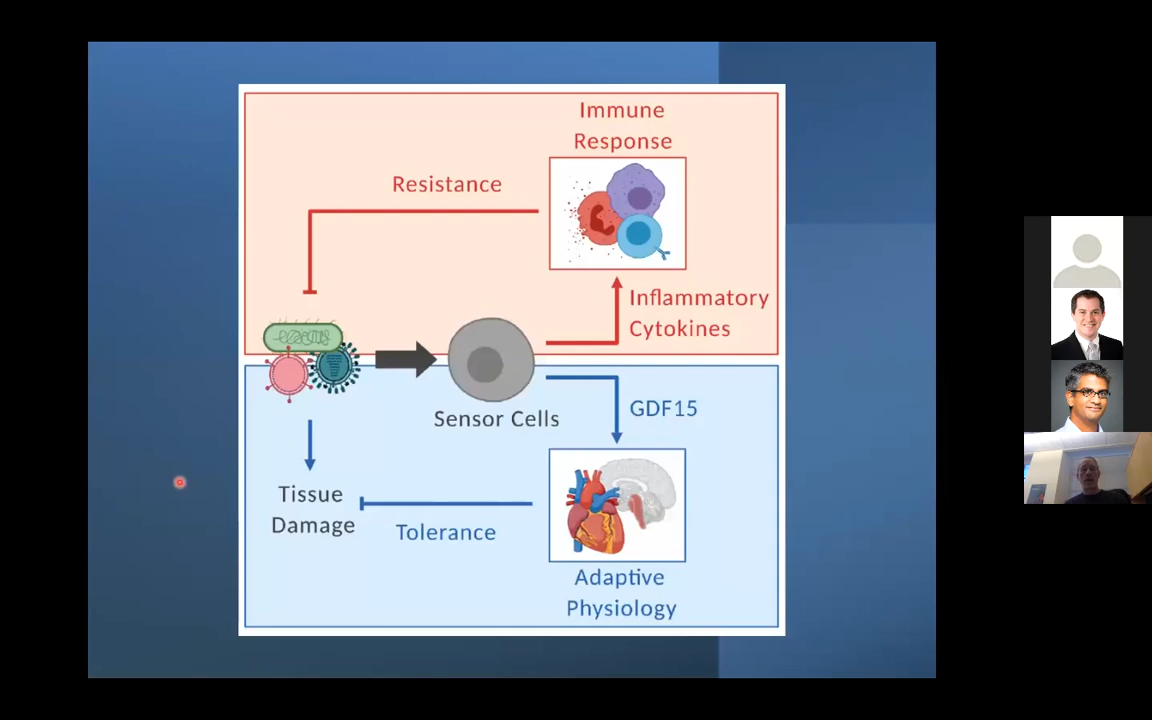 Immune
Response
Resistance
Inflammatory
Cytokines
Sensor Cells
GDF15
Tissue
Damage
Tolerance
Adaptive
Physiology